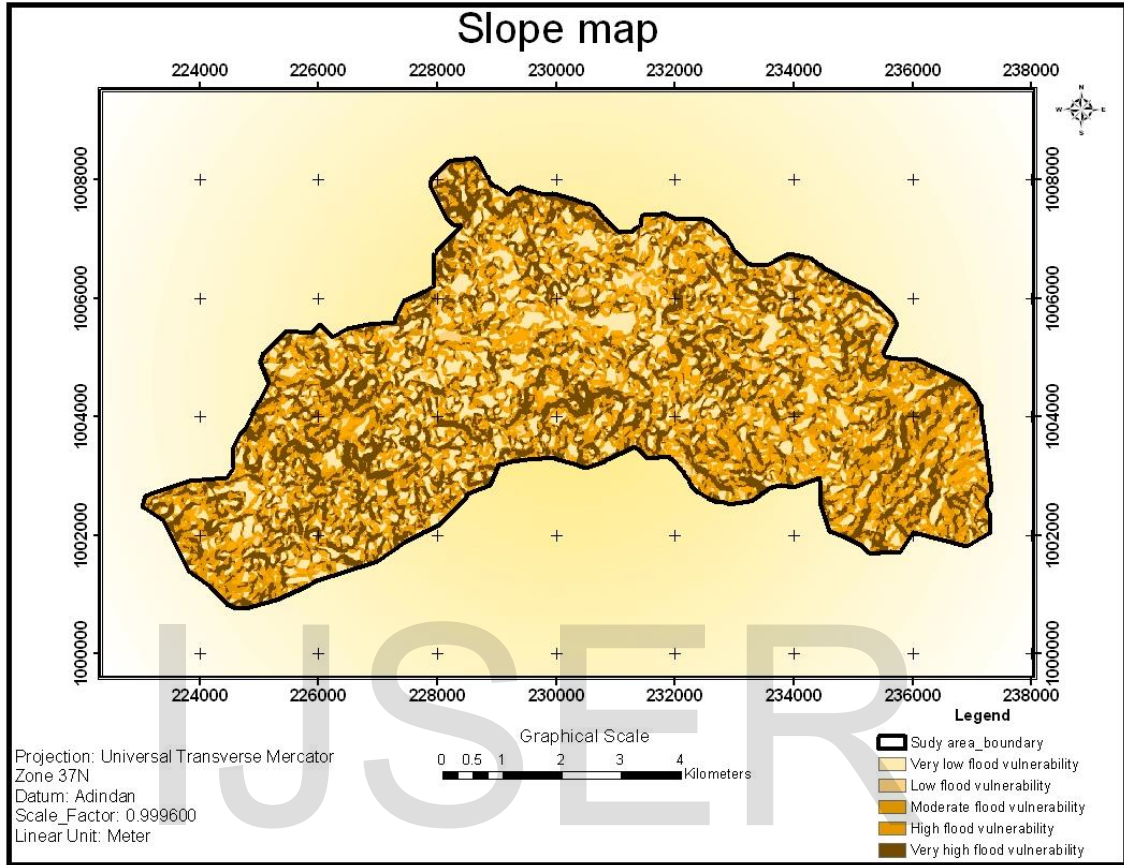 Slope map
224000 226000 228000 230000 232000 234000 236000 238000
N
W E
S
1008000 1008000
1006000 1006000
1004000 1004000
1002000 1002000
1000000 1000000
224000 226000 228000 230000 232000 234000 236000 238000
IJSER
Projection: Universal Transverse Mercator
Zone 37N
Datum: Adindan
Scale_Factor: 0.999600
Linear Unit: Meter
Graphical Scale
0 0.5 1 2 3 4
Kilometers
Legend
Sudy area_boundary
Very low flood vulnerability
Low flood vulnerability
Moderate flood vulnerability
High flood vulnerability
Very high flood vulnerability